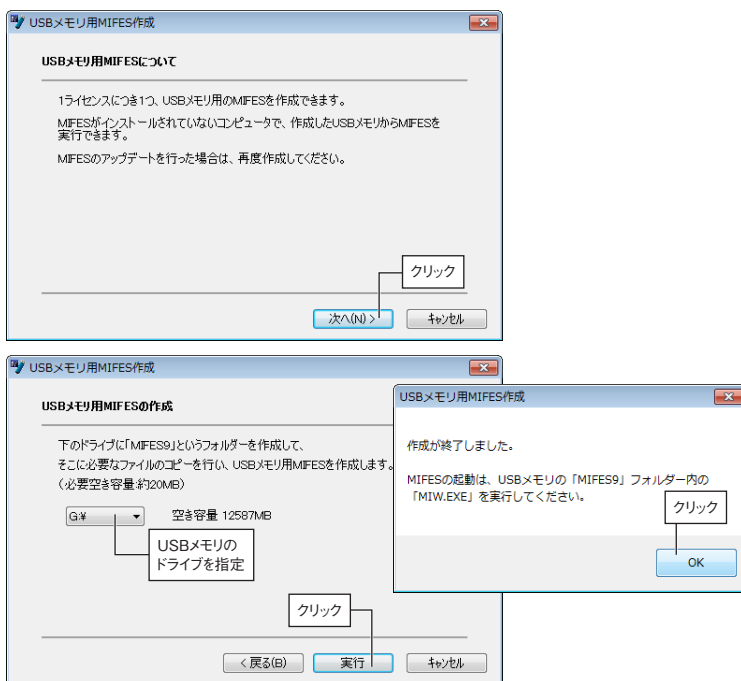 USBメモリ用MIFES作成
USBメモリ用MIFESについて
1ライセンスにつき1つ、USBメモリ用のMIFESを作成できます。
MIFESがインストールされていないコンピュータで、作成したUSBメモリからMIFESを
実行できます。
MIFESのアップデートを行った場合は、再度作成してください。
クリック
次へ(N) >
キャンセル
USBメモリ用MIFES作成
USBメモリ用MIFESの作成
下のドライブに「MIFES9」というフォルダーを作成して、
そこに必要なファイルのコピーを行い、USBメモリ用MIFESを作成します。
(必要空き容量:約20MB)
G:¥
空き容量 12587MB
USBメモリの
ドライブを指定
クリック
< 戻る(B)
実行
キャンセル
USBメモリ用MIFES作成
作成が終了しました。
MIFESの起動は、USBメモリの「MIFES9」フォルダー内の
「MIW.EXE」を実行してください。
クリック
OK